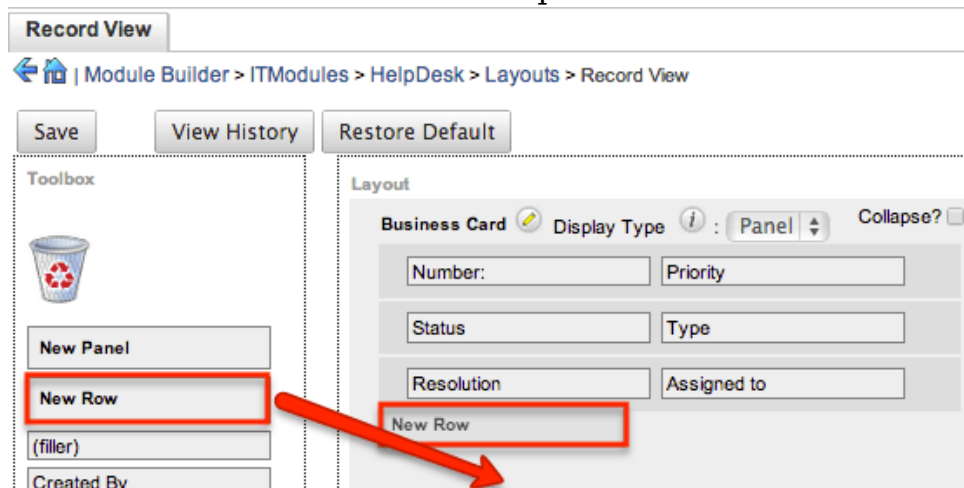 Record View
| Module Builder > ITModules > HelpDesk > Layouts > Record View
Save View History Restore Default
Toolbox
Layout
Business Card Display Type i : Panel Collapse?
Number: Priority
Status Type
New Panel
Resolution Assigned to
New Row
New Row
(filler)
Created By